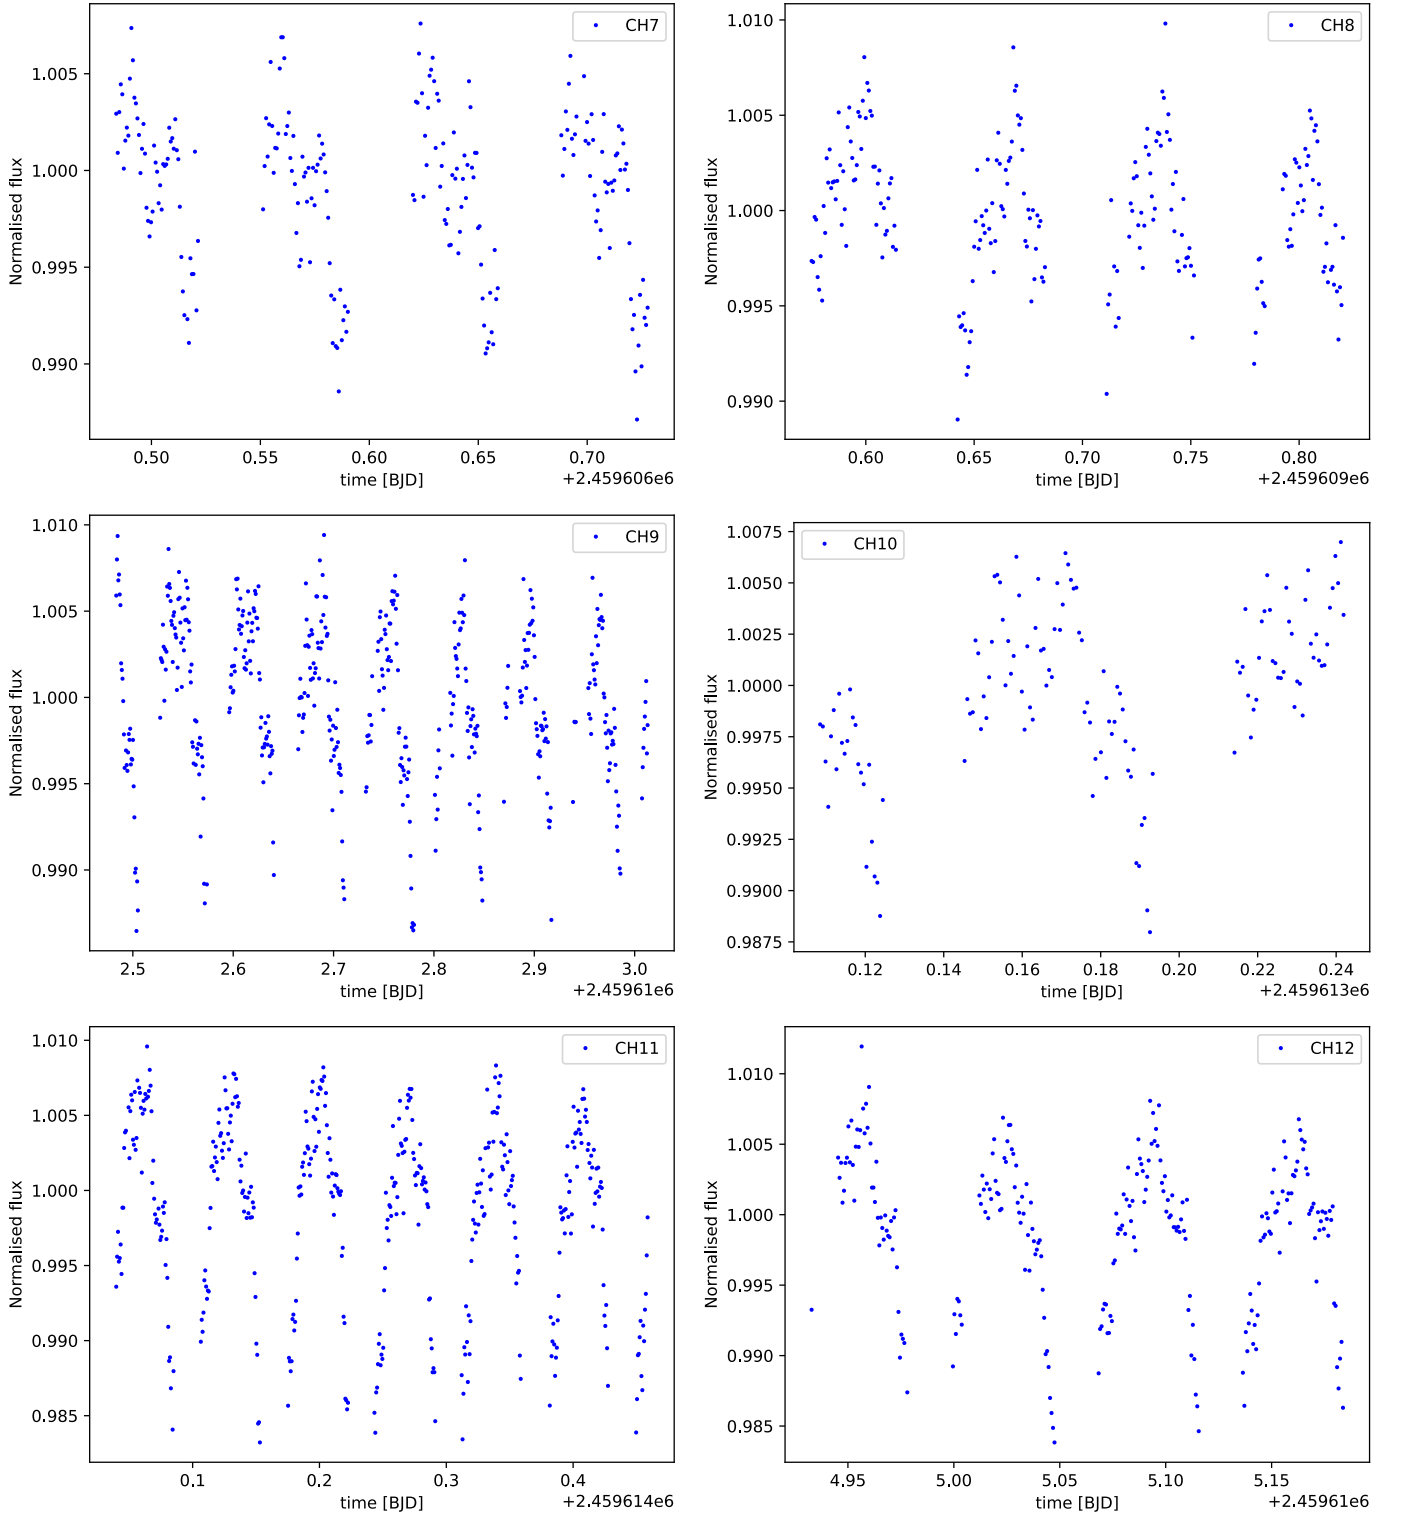 CH7
1.005
1.000
0.995
0.990
Normalised flux
0.50 0.55 0.60 0.65 0.70
time [BJD]
+2.459606e6
CH8
1.010
1.005
1.000
0.995
0.990
Normalised flux
0.60 0.65 0.70 0.75 0.80
time [BJD]
+2.459609e6
CH9
1.010
1.005
1.000
0.995
0.990
Normalised flux
2.5 2.6 2.7 2.8 2.9 3.0
time [BJD]
+2.45961e6
CH10
1.0075
1.0050
1.0025
1.0000
0.9975
0.9950
0.9925
0.9900
0.9875
Normalised flux
0.12 0.14 0.16 0.18 0.20 0.22 0.24
time [BJD]
+2.459613e6
CH11
1.010
1.005
1.000
0.995
0.990
0.985
Normalised flux
0.1 0.2 0.3 0.4
time [BJD]
+2.459614e6
CH12
1.010
1.005
1.000
0.995
0.990
0.985
Normalised flux
4.95 5.00 5.05 5.10 5.15
time [BJD]
+2.45961e6